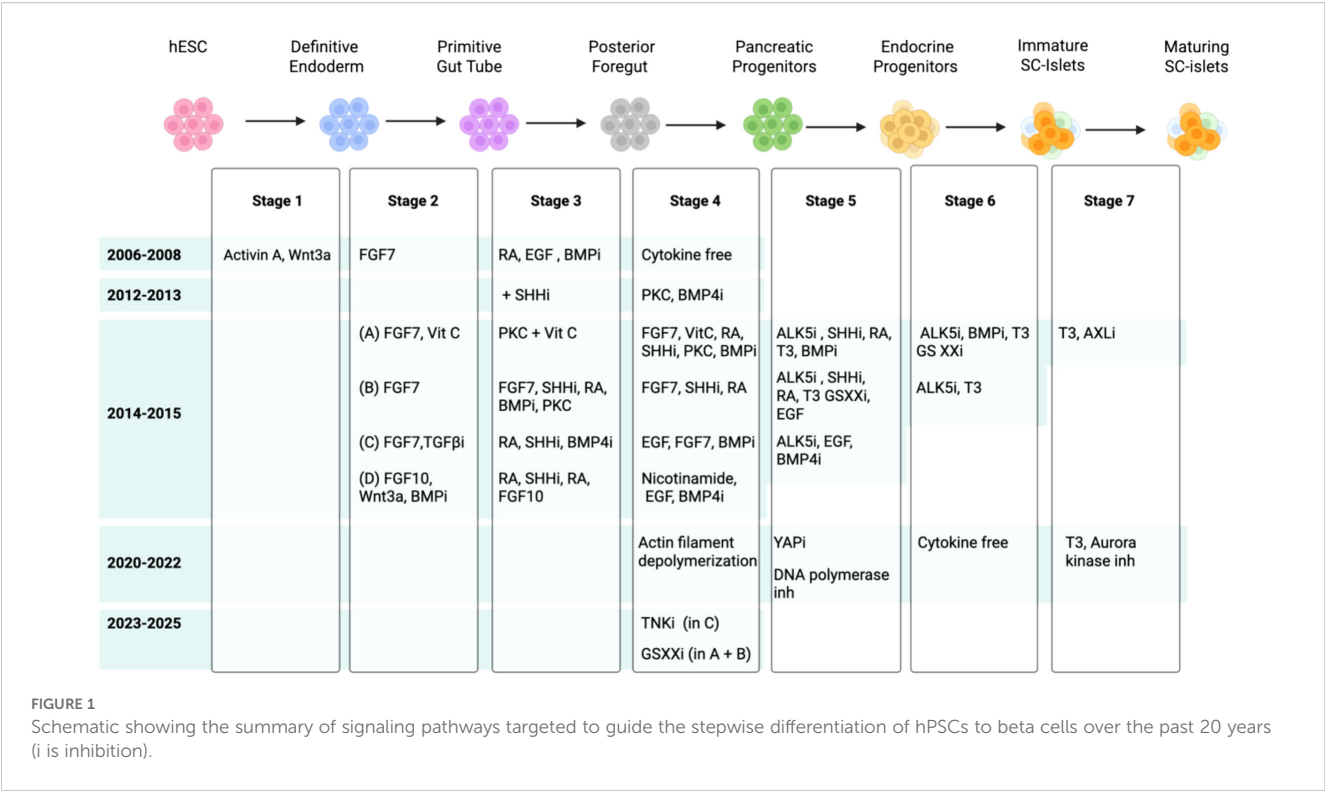 hESC
Definitive
Endoderm
Primitive
Gut Tube
Posterior
Foregut
Pancreatic
Progenitors
Endocrine
Progenitors
Immature
SC-Islets
Maturing
SC-islets
Stage 1
Stage 2
Stage 3
Stage 4
Stage 5
Stage 6
Stage 7
2006-2008
Activin A, Wnt3a
FGF7
RA, EGF , BMPi
Cytokine free
2012-2013
+ SHHi
PKC, BMP4i
2014-2015
(A) FGF7, Vit C
PKC + Vit C
FGF7, VitC, RA,
SHHi, PKC, BMPi
ALK5i , SHHi, RA,
T3, BMPi
ALK5i, BMPi, T3
GS XXi
T3, AXLi
(B) FGF7
FGF7, SHHi, RA,
BMPi, PKC
FGF7, SHHi, RA
ALK5i , SHHi,
RA, T3 GSXXi,
EGF
ALK5i, T3
(C) FGF7,TGFβi
RA, SHHi, BMP4i
EGF, FGF7, BMPi
ALK5i, EGF,
BMP4i
(D) FGF10,
Wnt3a, BMPi
RA, SHHi, RA,
FGF10
Nicotinamide,
EGF, BMP4i
2020-2022
Actin filament
depolymerization
YAPi
DNA polymerase
inh
Cytokine free
T3, Aurora
kinase inh
2023-2025
TNKi (in C)
GSXXi (in A + B)
FIGURE 1
Schematic showing the summary of signaling pathways targeted to guide the stepwise differentiation of hPSCs to beta cells over the past 20 years
(i is inhibition).